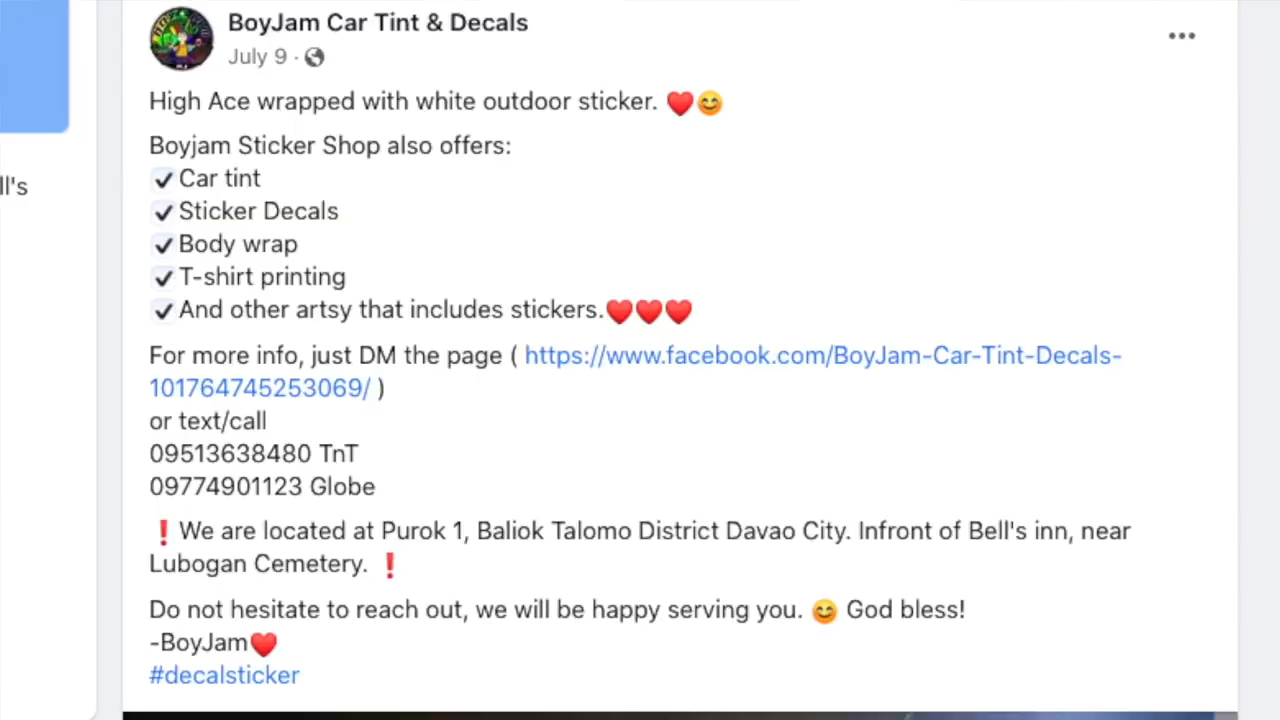 BoyJam Car Tint & Decals
July 9 ·
High Ace wrapped with white outdoor sticker. ❤️😊
Boyjam Sticker Shop also offers:
✔Car tint
ll's
✔Sticker Decals
✔Body wrap
✔T-shirt printing
✔And other artsy that includes stickers.❤️❤️❤️
For more info, just DM the page ( https://www.facebook.com/BoyJam-Car-Tint-Decals-
101764745253069/ )
or text/call
09513638480 TnT
09774901123 Globe
❗We are located at Purok 1, Baliok Talomo District Davao City. Infront of Bell's inn, near
Lubogan Cemetery. ❗
Do not hesitate to reach out, we will be happy serving you. 😊 God bless!
-BoyJam❤️
#decalsticker